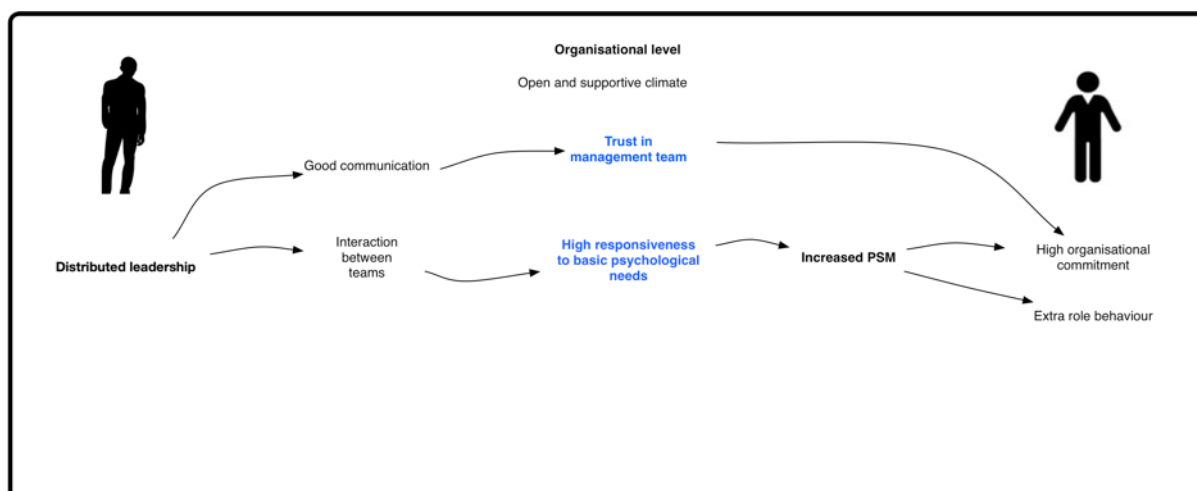 Organisational level
Open and supportive climate
Good communication
Trust in
management team
Distributed leadership
Interaction
between
teams
High responsiveness
to basic psychological
needs
Increased PSM
High organisational
commitment
Extra role behaviour